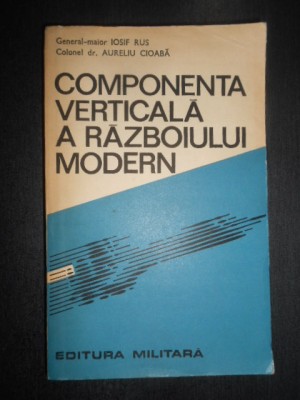 General-maior IOSIF RUS
Colonel dr. AURELIU CIOABĂ
COMPONENTA
VERTICALĂ
A RĂZBOIULUI
MODERN
EDITURA MILITARĂ